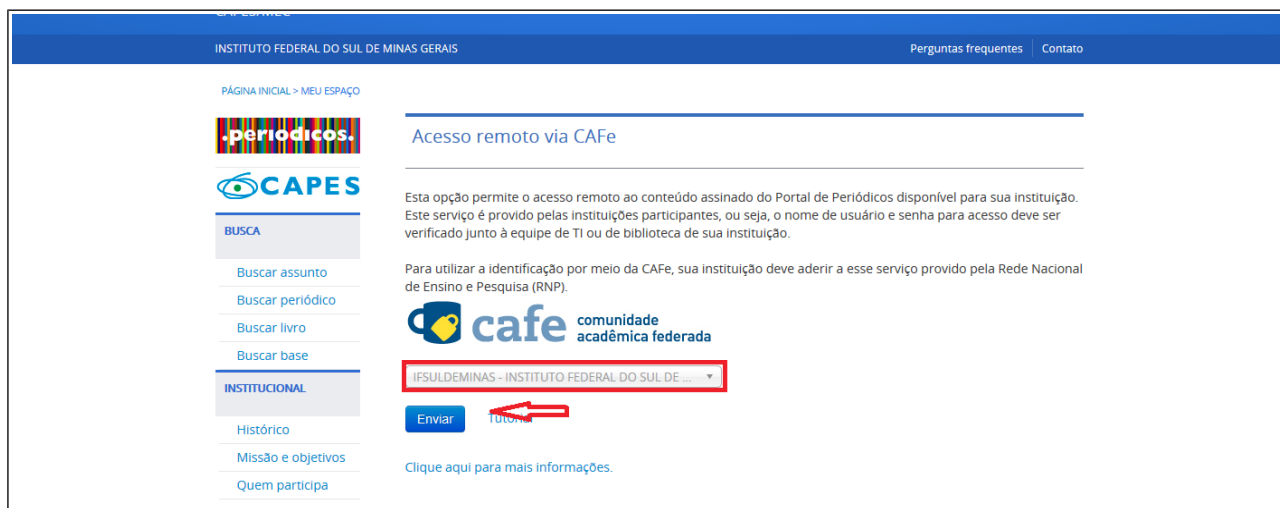 CAPES/MEC
INSTITUTO FEDERAL DO SUL DE MINAS GERAIS
Perguntas frequentes
Contato
PÁGINA INICIAL > MEU ESPAÇO
.periodicos.
CAPES
BUSCA
Buscar assunto
Buscar periódico
Buscar livro
Buscar base
INSTITUCIONAL
Histórico
Missão e objetivos
Quem participa
Acesso remoto via CAFe
Esta opção permite o acesso remoto ao conteúdo assinado do Portal de Periódicos disponível para sua instituição.
Este serviço é provido pelas instituições participantes, ou seja, o nome de usuário e senha para acesso deve ser
verificado junto à equipe de TI ou de biblioteca de sua instituição.
Para utilizar a identificação por meio da CAFe, sua instituição deve aderir a esse serviço provido pela Rede Nacional
de Ensino e Pesquisa (RNP).
cafe comunidade
acadêmica federada
IFSULDEMINAS - INSTITUTO FEDERAL DO SUL DE ...
Enviar
Tutorial
Clique aqui para mais informações.